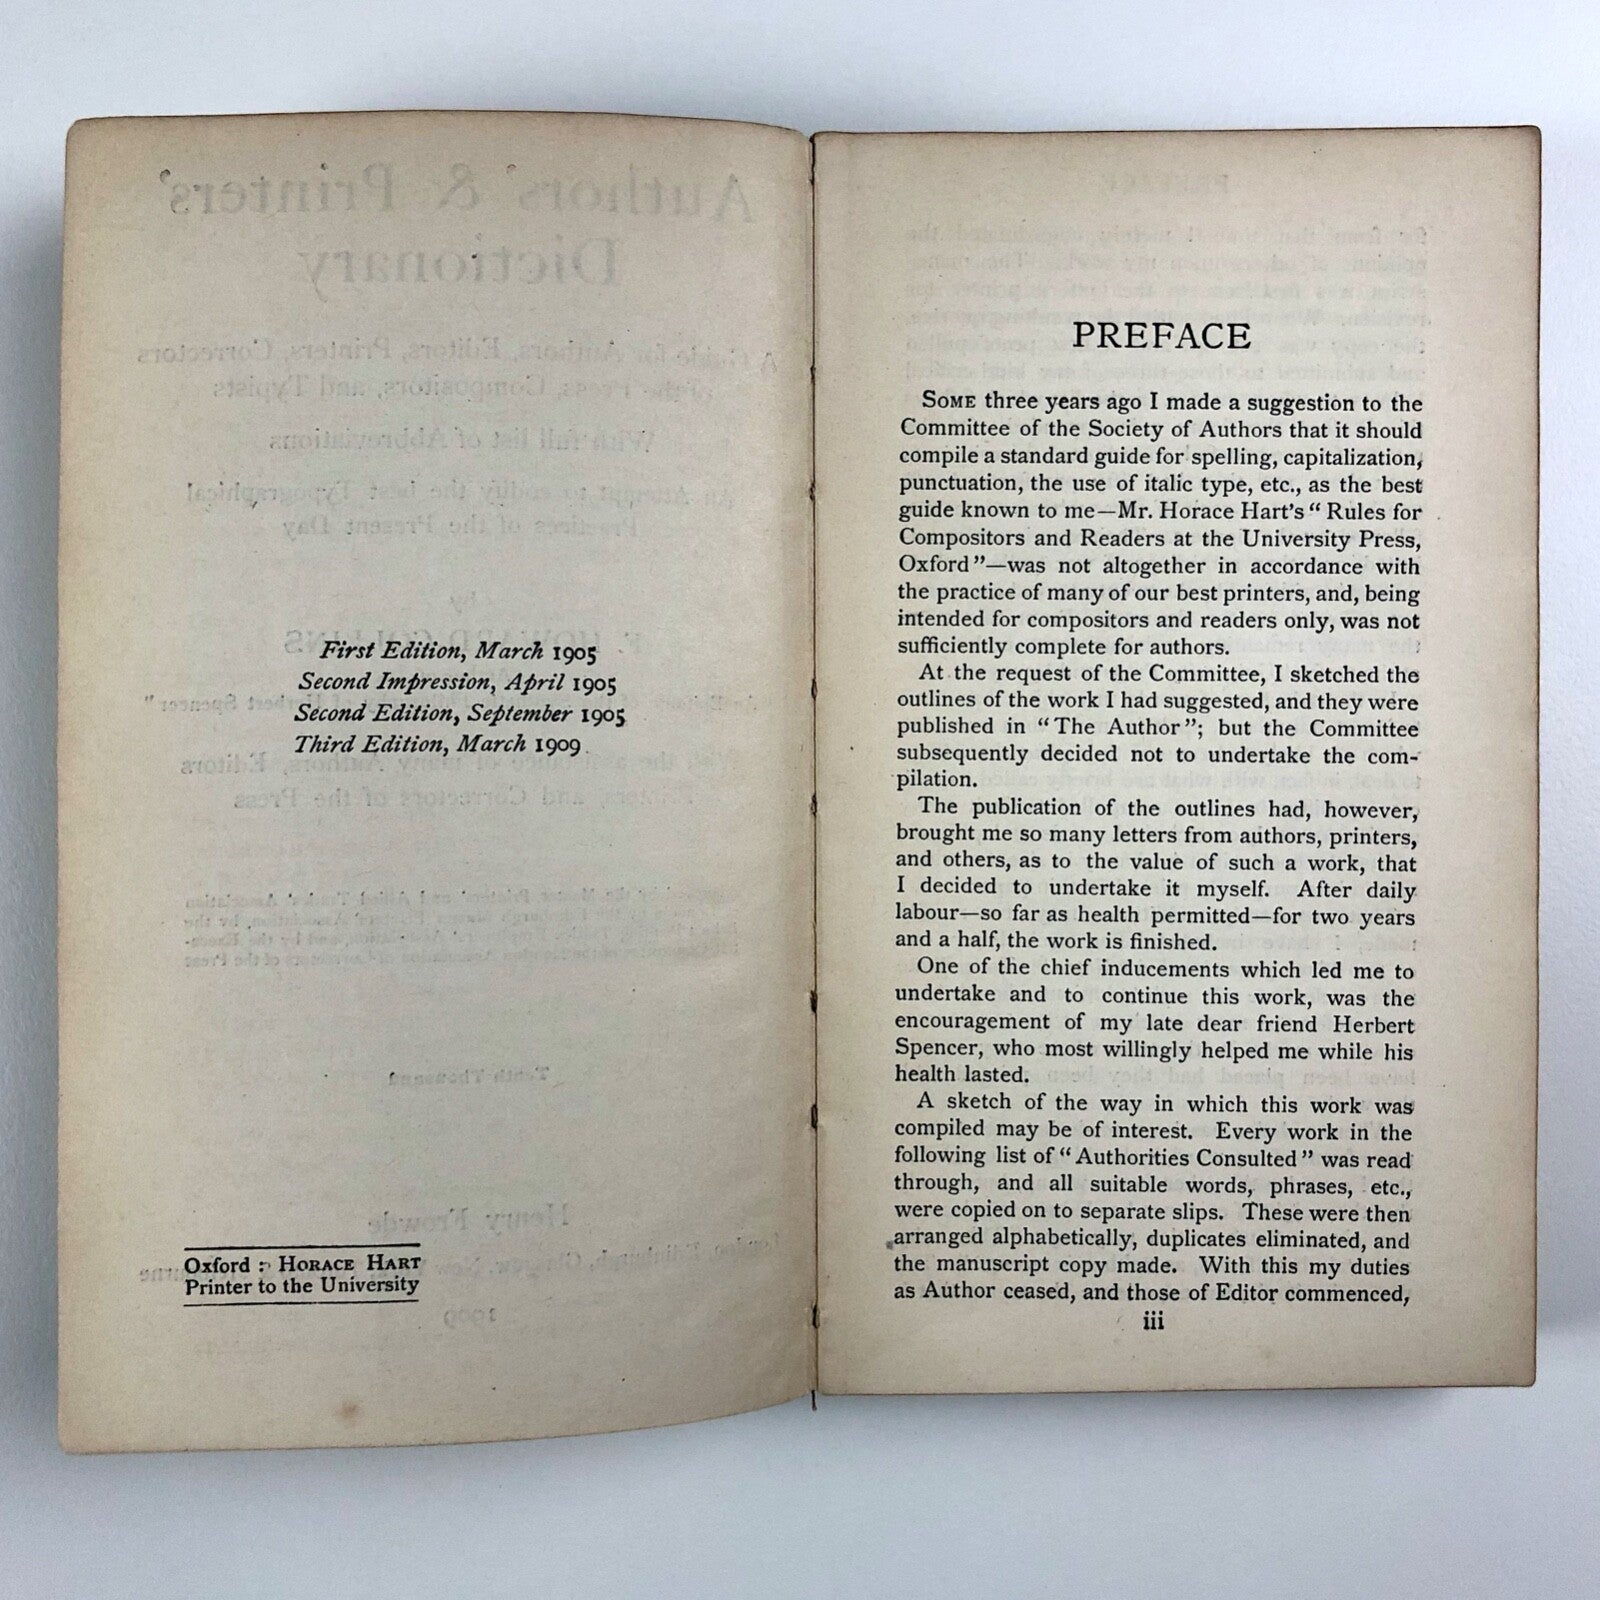 First Edition, March 1905
Second Impression, April 1905
Second Edition, September 1905
Third Edition, March 1909
Oxford : HORACE HART
Printer to the University
PREFACE
SOME three years ago I made a suggestion to the
Committee of the Society of Authors that it should
compile a standard guide for spelling, capitalization,
punctuation, the use of italic type, etc., as the best
guide known to me—Mr. Horace Hart's “ Rules for
Compositors and Readers at the University Press,
Oxford ”—was not altogether in accordance with
the practice of many of our best printers, and, being
intended for compositors and readers only, was not
sufficiently complete for authors.
At the request of the Committee, I sketched the
outlines of the work I had suggested, and they were
published in “ The Author ”; but the Committee
subsequently decided not to undertake the com-
pilation.
The publication of the outlines had, however,
brought me so many letters from authors, printers,
and others, as to the value of such a work, that
I decided to undertake it myself. After daily
labour—so far as health permitted—for two years
and a half, the work is finished.
One of the chief inducements which led me to
undertake and to continue this work, was the
encouragement of my late dear friend Herbert
Spencer, who most willingly helped me while his
health lasted.
A sketch of the way in which this work was
compiled may be of interest. Every work in the
following list of “ Authorities Consulted ” was read
through, and all suitable words, phrases, etc.,
were copied on to separate slips. These were then
arranged alphabetically, duplicates eliminated, and
the manuscript copy made. With this my duties
as Author ceased, and those of Editor commenced,
iii